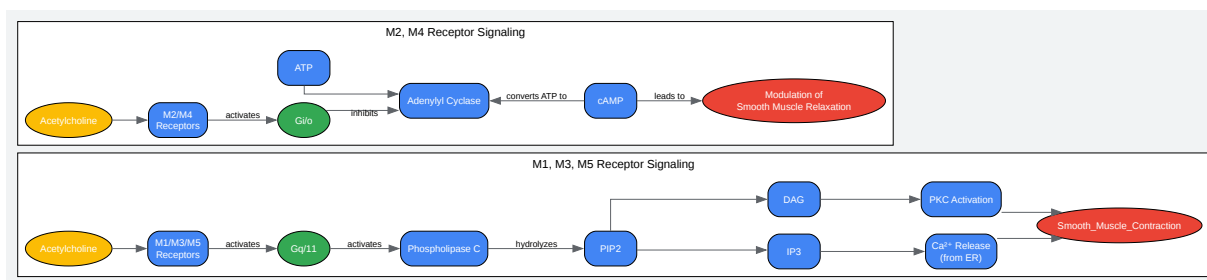 M2, M4 Receptor Signaling
ATP
Acetylcholine
M2/M4
Receptors
activates
Gi/o
inhibits
Adenylyl Cyclase
converts ATP to
cAMP
leads to
Modulation of
Smooth Muscle Relaxation
M1, M3, M5 Receptor Signaling
Acetylcholine
M1/M3/M5
Receptors
activates
Gq/11
activates
Phospholipase C
hydrolyzes
PIP2
DAG
PKC Activation
IP3
Ca²⁺ Release
(from ER)
Smooth_Muscle_Contraction